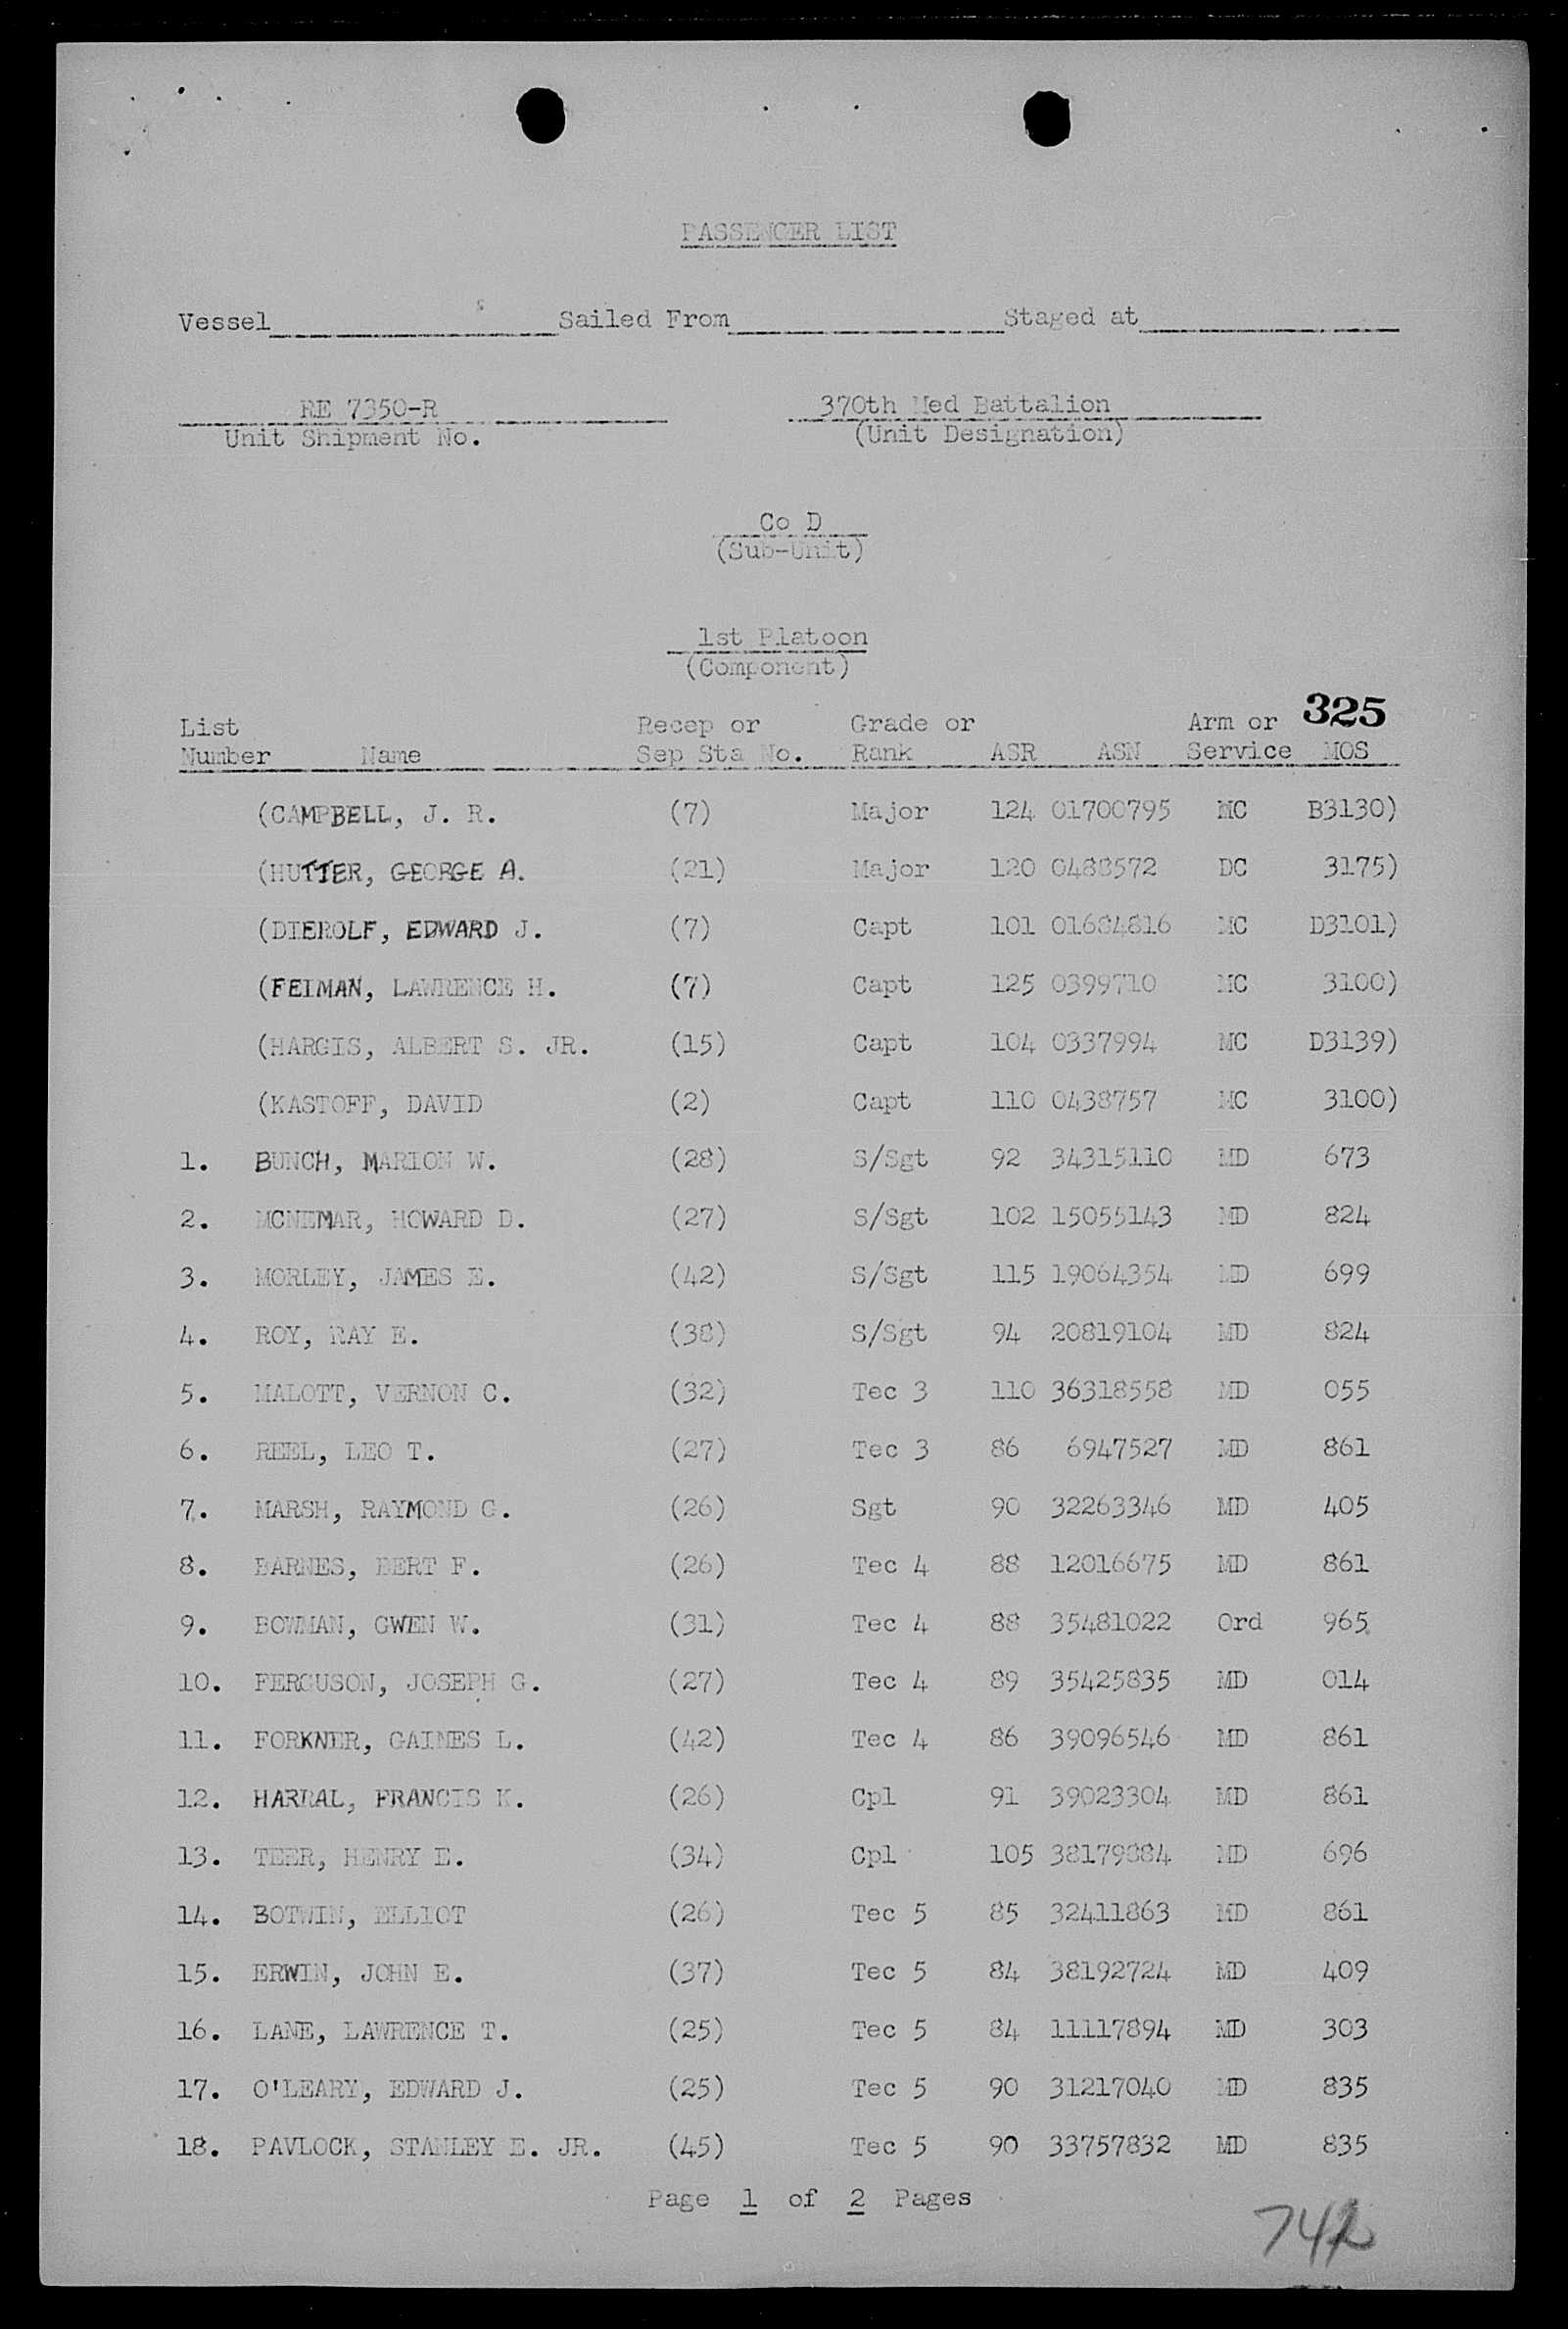 PASSENGER LIST
Vessel Sailed From Staged at
RE 7350-R 370th Med Battalion
Unit Shipment No. (Unit Designation)
Co D
(Sub-Unit)
1st Platoon
(Component)
325
List Recep or Grade or Arm or
Number Name Sep Sta No. Rank ASR ASN Service MOS
(CAMPBELL, J. R. (7) Major 124 01700795 MC B3130)
(HUTTER, GEORGE A. (21) Major 120 0488572 DC 3175)
(DIEROLF, EDWARD J. (7) Capt 101 01684816 MC D3101)
(FEIMAN, LAWRENCE H. (7) Capt 125 0399710 MC 3100)
(HARGIS, ALBERT S. JR. (15) Capt 104 0337994 MC D3139)
(KASTOFF, DAVID (2) Capt 110 0438757 MC 3100)
1. BUNCH, MARION W. (28) S/Sgt 92 34315110 MD 673
2. MCNEMAR, HOWARD D. (27) S/Sgt 102 15055143 MD 824
3. MORLEY, JAMES E. (42) S/Sgt 115 19064354 MD 699
4. ROY, RAY E. (38) S/Sgt 94 20819104 MD 824
5. MALOTT, VERNON C. (32) Tec 3 110 36318558 MD 055
6. REEL, LEO T. (27) Tec 3 86 6947527 MD 861
7. MARSH, RAYMOND G. (26) Sgt 90 32263346 MD 405
8. BARNES, BERT F. (26) Tec 4 88 12016675 MD 861
9. BOWMAN, GWEN W. (31) Tec 4 88 35481022 Ord 965
10. FERGUSON, JOSEPH G. (27) Tec 4 89 35425835 MD 014
11. FORKNER, GAINES L. (42) Tec 4 86 39096546 MD 861
12. HARRAL, FRANCIS K. (26) Cpl 91 39023304 MD 861
13. TEER, HENRY E. (34) Cpl 105 38179884 MD 696
14. BOTWIN, ELLIOT (26) Tec 5 85 32411863 MD 861
15. ERWIN, JOHN E. (37) Tec 5 84 38192724 MD 409
16. LANE, LAWRENCE T. (25) Tec 5 84 11117894 MD 303
17. O'LEARY, EDWARD J. (25) Tec 5 90 31217040 MD 835
18. PAVLOCK, STANLEY E. JR. (45) Tec 5 90 33757832 MD 835
Page 1 of 2 Pages